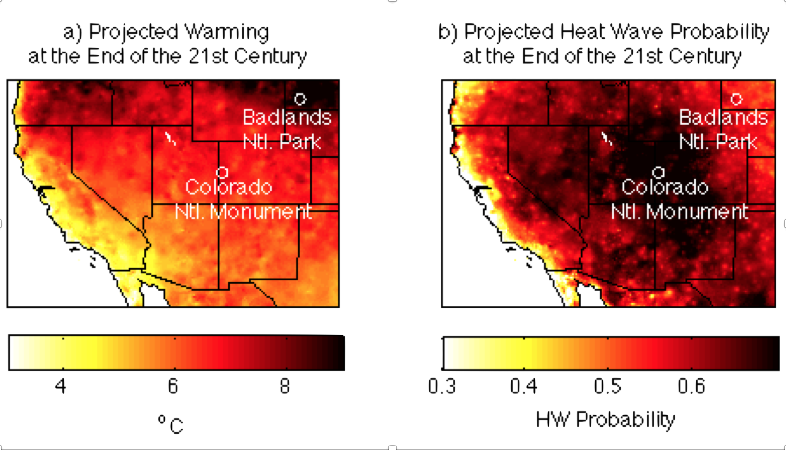 a) Projected Warming
at the End of the 21st Century
Badlands
Ntl. Park
Colorado
Ntl. Monument
4 6 8
° C
b) Projected Heat Wave Probability
at the End of the 21st Century
Badlands
Ntl. Park
Colorado
Ntl. Monument
0.3 0.4 0.5 0.6
HW Probability